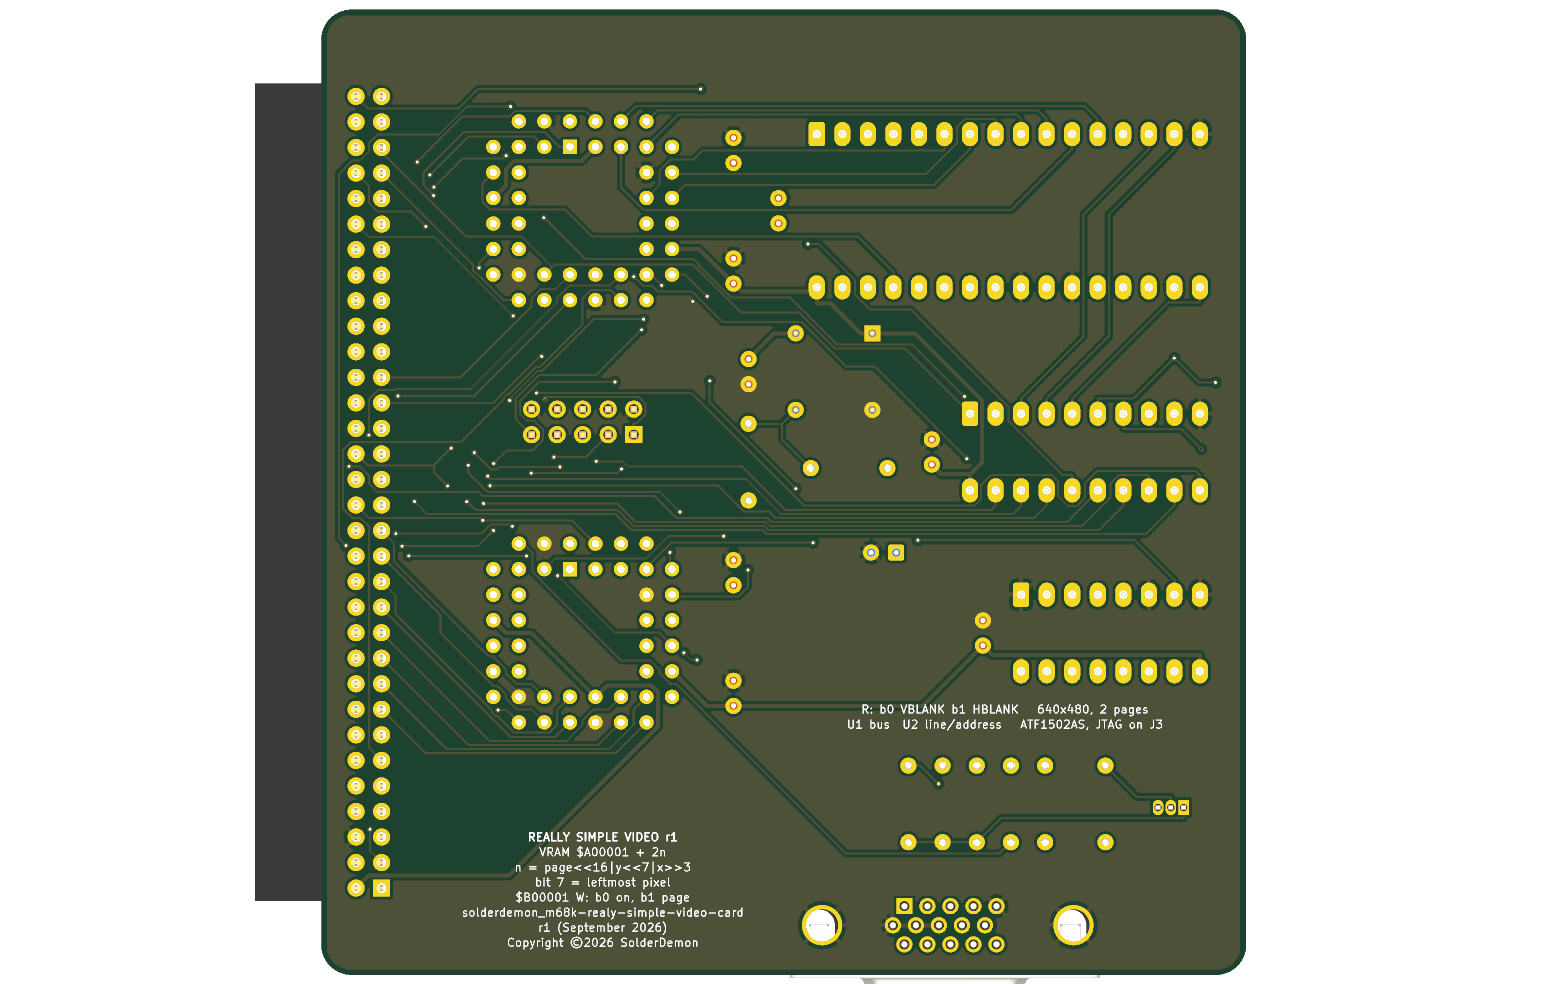 R: b0 VBLANK b1 HBLANK 640x480, 2 pages
U1 bus U2 line/address ATF1502AS, JTAG on J3
REALLY SIMPLE VIDEO r1
VRAM $A00001 + 2n
n = page<<16|y<<7|x>>3
bit 7 = leftmost pixel
$B00001 W: b0 on, b1 page
solderdemon_m68k-realy-simple-video-card
r1 (September 2026)
Copyright ©2026 SolderDemon